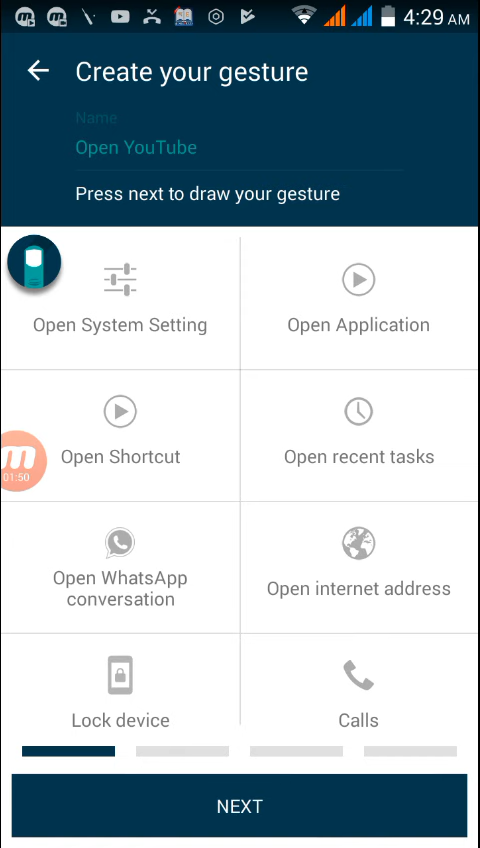 4:29 AM
Create your gesture
Name
Open YouTube
Press next to draw your gesture
Open System Setting
Open Application
Open Shortcut
Open recent tasks
01:50
Open WhatsApp
conversation
Open internet address
Lock device
Calls
NEXT